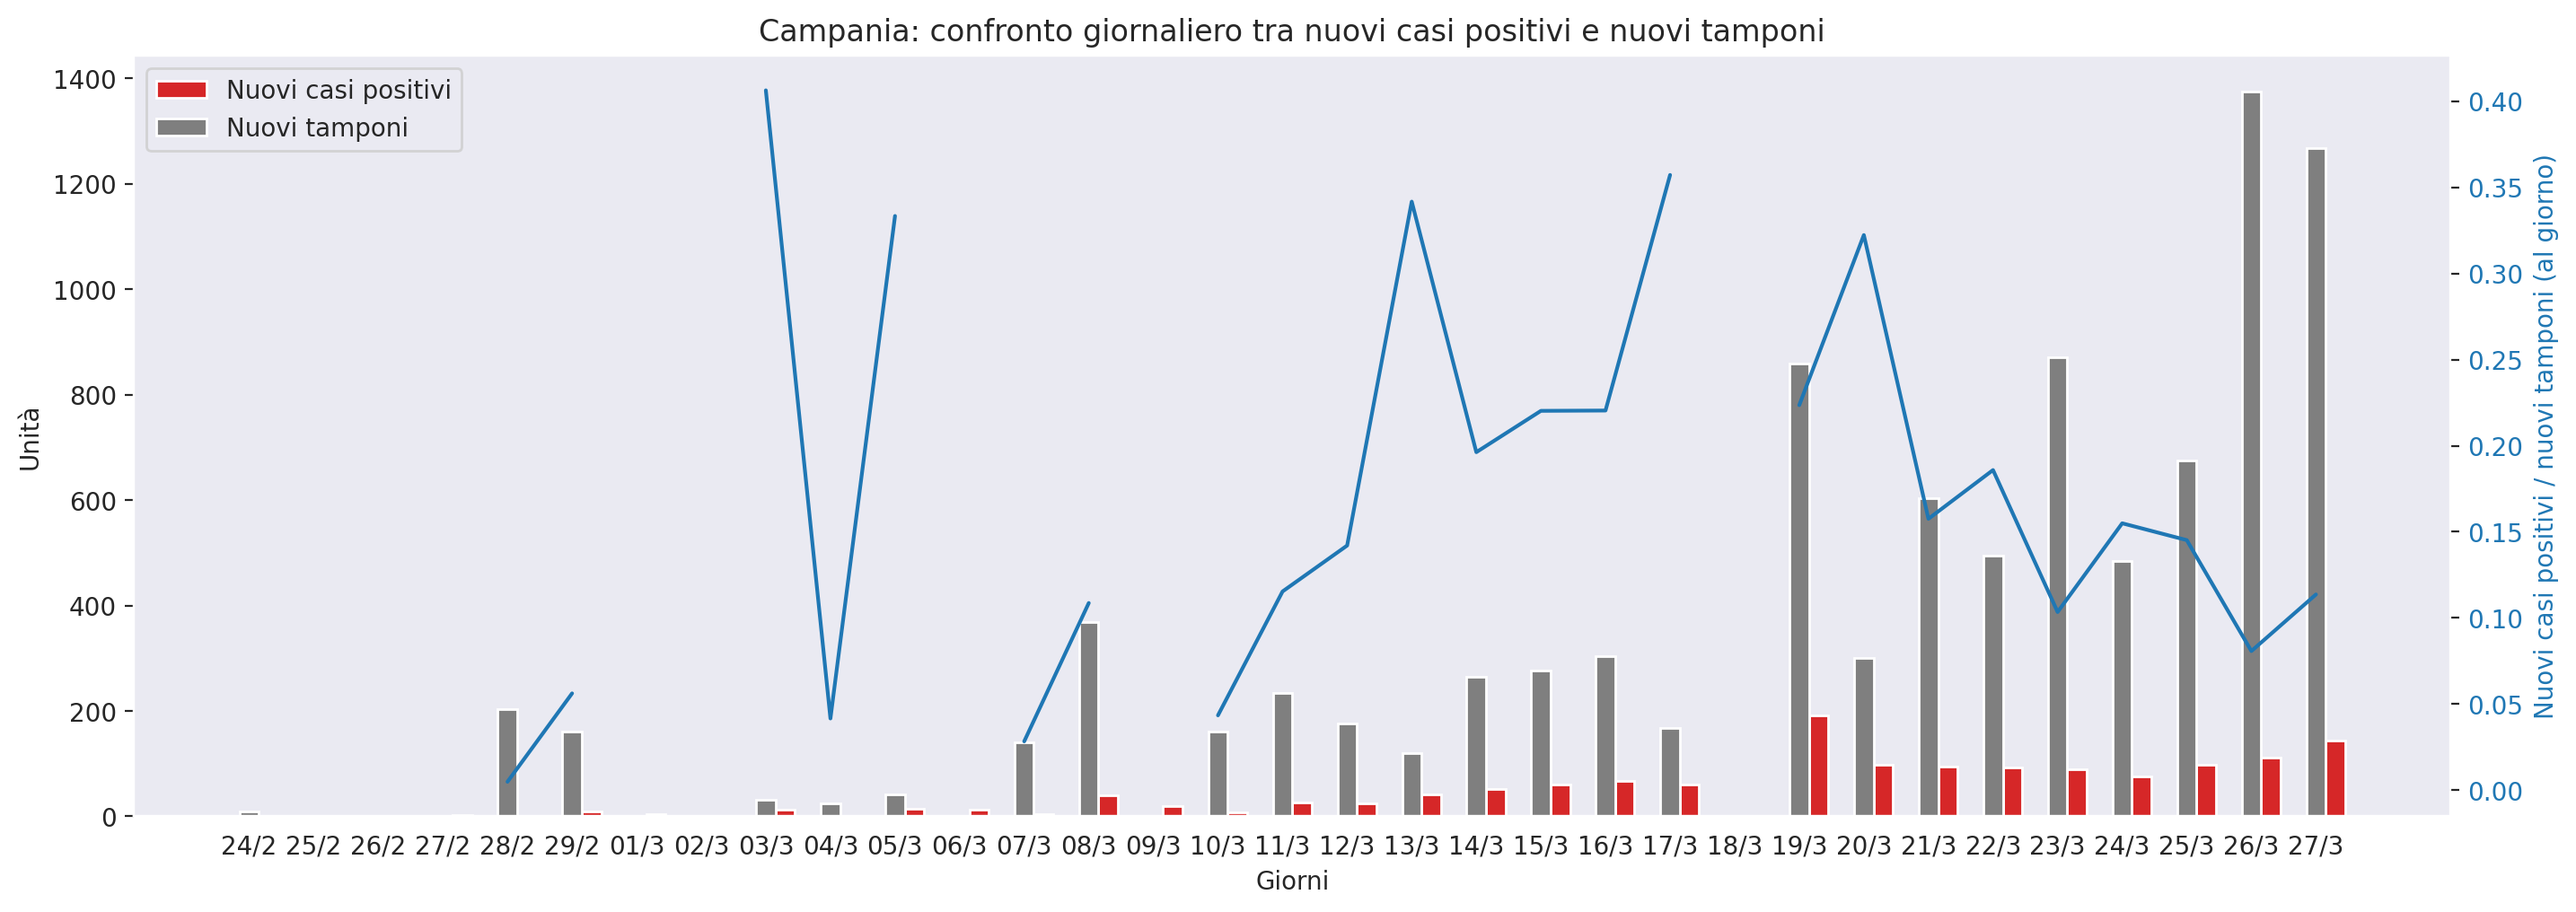 Campania: confronto giornaliero tra nuovi casi positivi e nuovi tamponi
Nuovi casi positivi
Nuovi tamponi
1400
1200
1000
800
600
400
200
0
Unità
0.40
0.35
0.30
0.25
0.20
0.15
0.10
0.05
0.00
Nuovi casi positivi / nuovi tamponi (al giorno)
24/2 25/2 26/2 27/2 28/2 29/2 01/3 02/3 03/3 04/3 05/3 06/3 07/3 08/3 09/3 10/3 11/3 12/3 13/3 14/3 15/3 16/3 17/3 18/3 19/3 20/3 21/3 22/3 23/3 24/3 25/3 26/3 27/3
Giorni